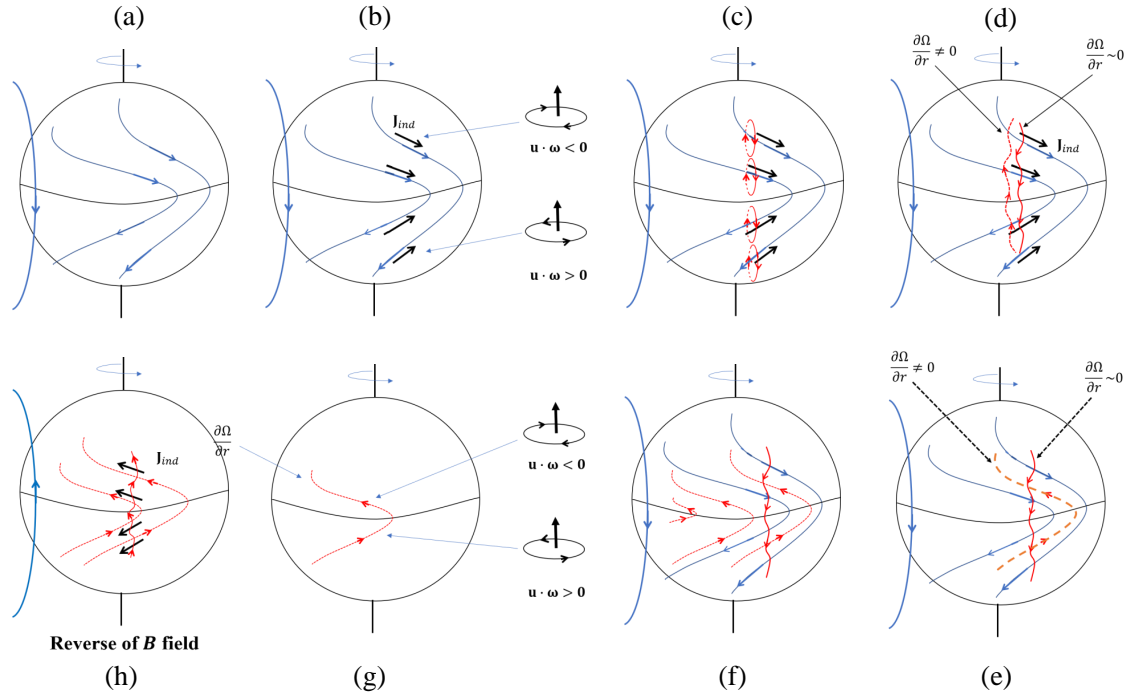 (a)
(b)
(c)
(d)
J_ind
u · ω < 0
u · ω > 0
∂Ω/∂r ≠ 0
∂Ω/∂r ~0
J_ind
J_ind
∂Ω/∂r
u · ω < 0
u · ω > 0
∂Ω/∂r ≠ 0
∂Ω/∂r ~0
Reverse of B field
(h)
(g)
(f)
(e)